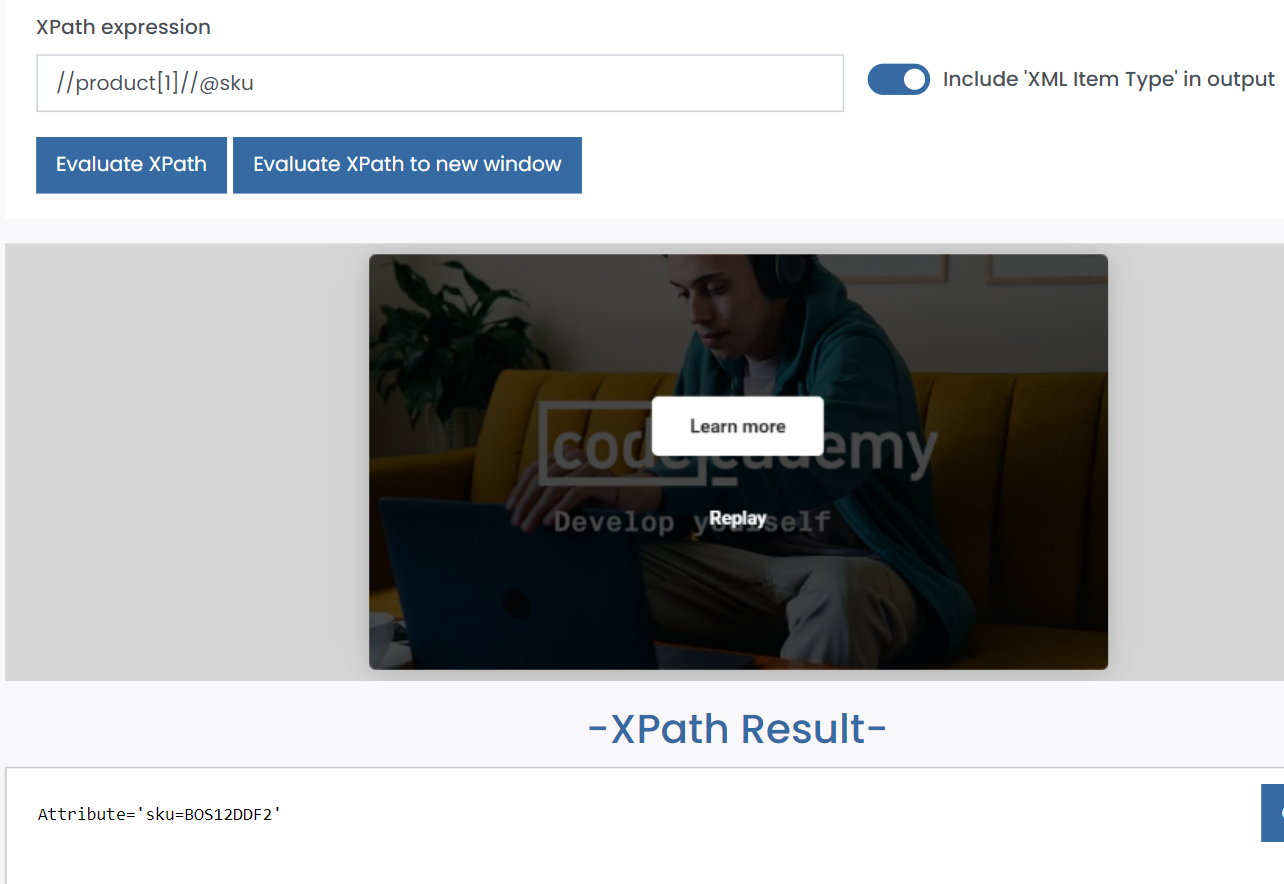 XPath expression
//product[1]//@sku
Include 'XML Item Type' in output
Evaluate XPath
Evaluate XPath to new window
Learn more
Replay
Develop yourself
-XPath Result-
Attribute='sku=BOS12DDF2'